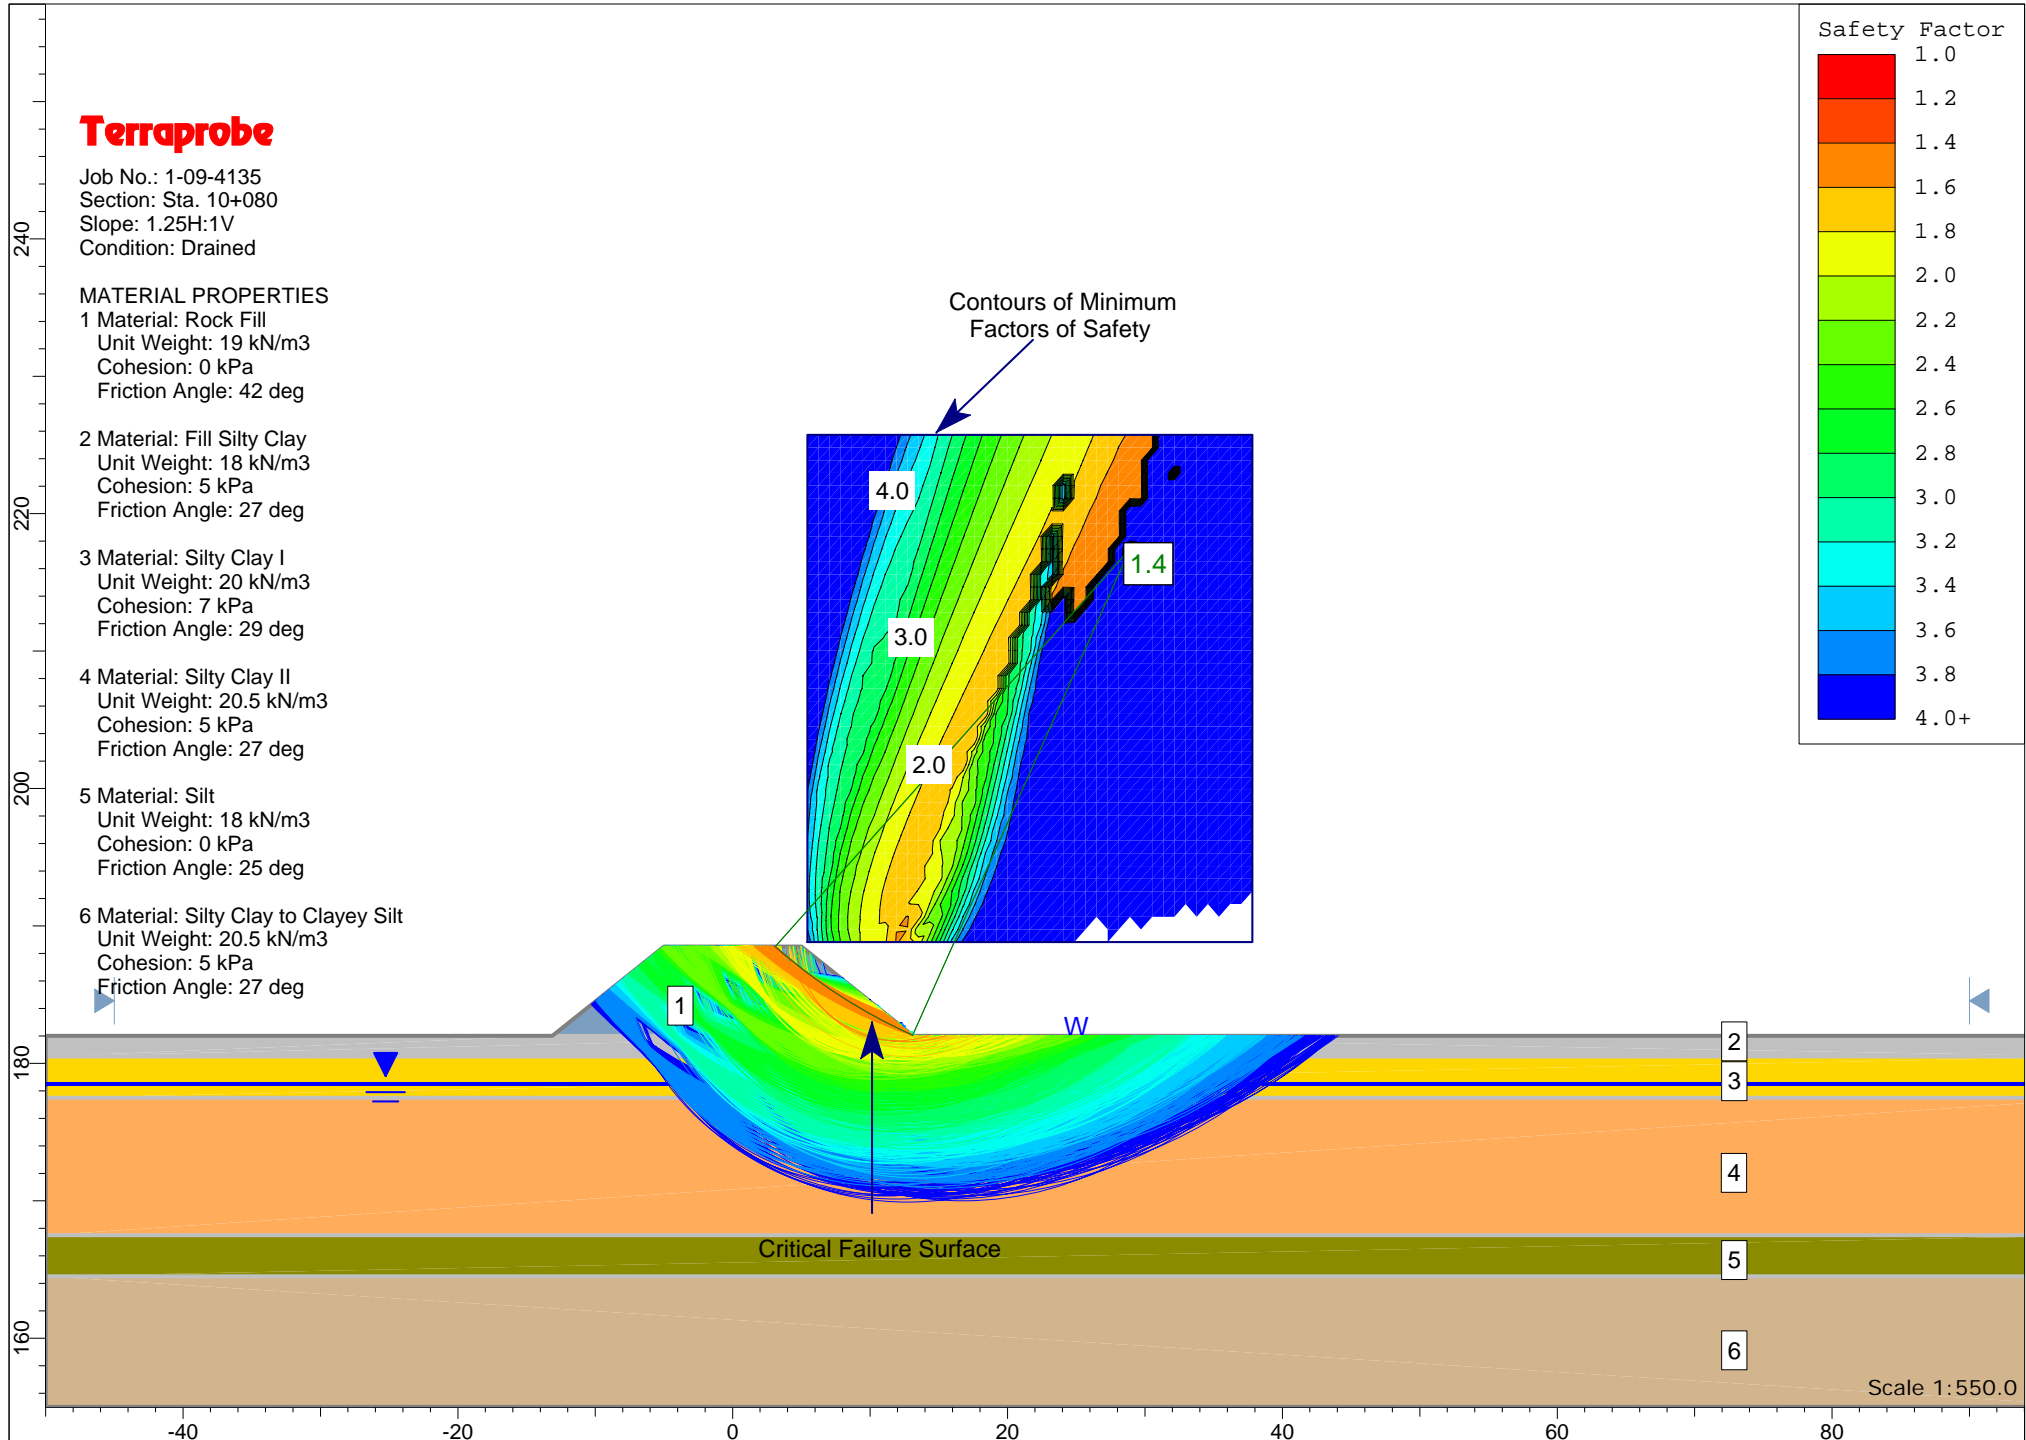 Terraprobe
Job No.: 1-09-4135
Section: Sta. 10+080
Slope: 1.25H:1V
Condition: Drained
MATERIAL PROPERTIES
1 Material: Rock Fill
Unit Weight: 19 kN/m3
Cohesion: 0 kPa
Friction Angle: 42 deg
2 Material: Fill Silty Clay
Unit Weight: 18 kN/m3
Cohesion: 5 kPa
Friction Angle: 27 deg
3 Material: Silty Clay I
Unit Weight: 20 kN/m3
Cohesion: 7 kPa
Friction Angle: 29 deg
4 Material: Silty Clay II
Unit Weight: 20.5 kN/m3
Cohesion: 5 kPa
Friction Angle: 27 deg
5 Material: Silt
Unit Weight: 18 kN/m3
Cohesion: 0 kPa
Friction Angle: 25 deg
6 Material: Silty Clay to Clayey Silt
Unit Weight: 20.5 kN/m3
Cohesion: 5 kPa
Friction Angle: 27 deg
Contours of Minimum
Factors of Safety
4.0
3.0
2.0
1.4
Safety Factor
1.0
1.2
1.4
1.6
1.8
2.0
2.2
2.4
2.6
2.8
3.0
3.2
3.4
3.6
3.8
4.0+
1
W
2
3
4
5
6
Critical Failure Surface
Scale 1:550.0
240
220
200
180
160
-40
-20
0
20
40
60
80